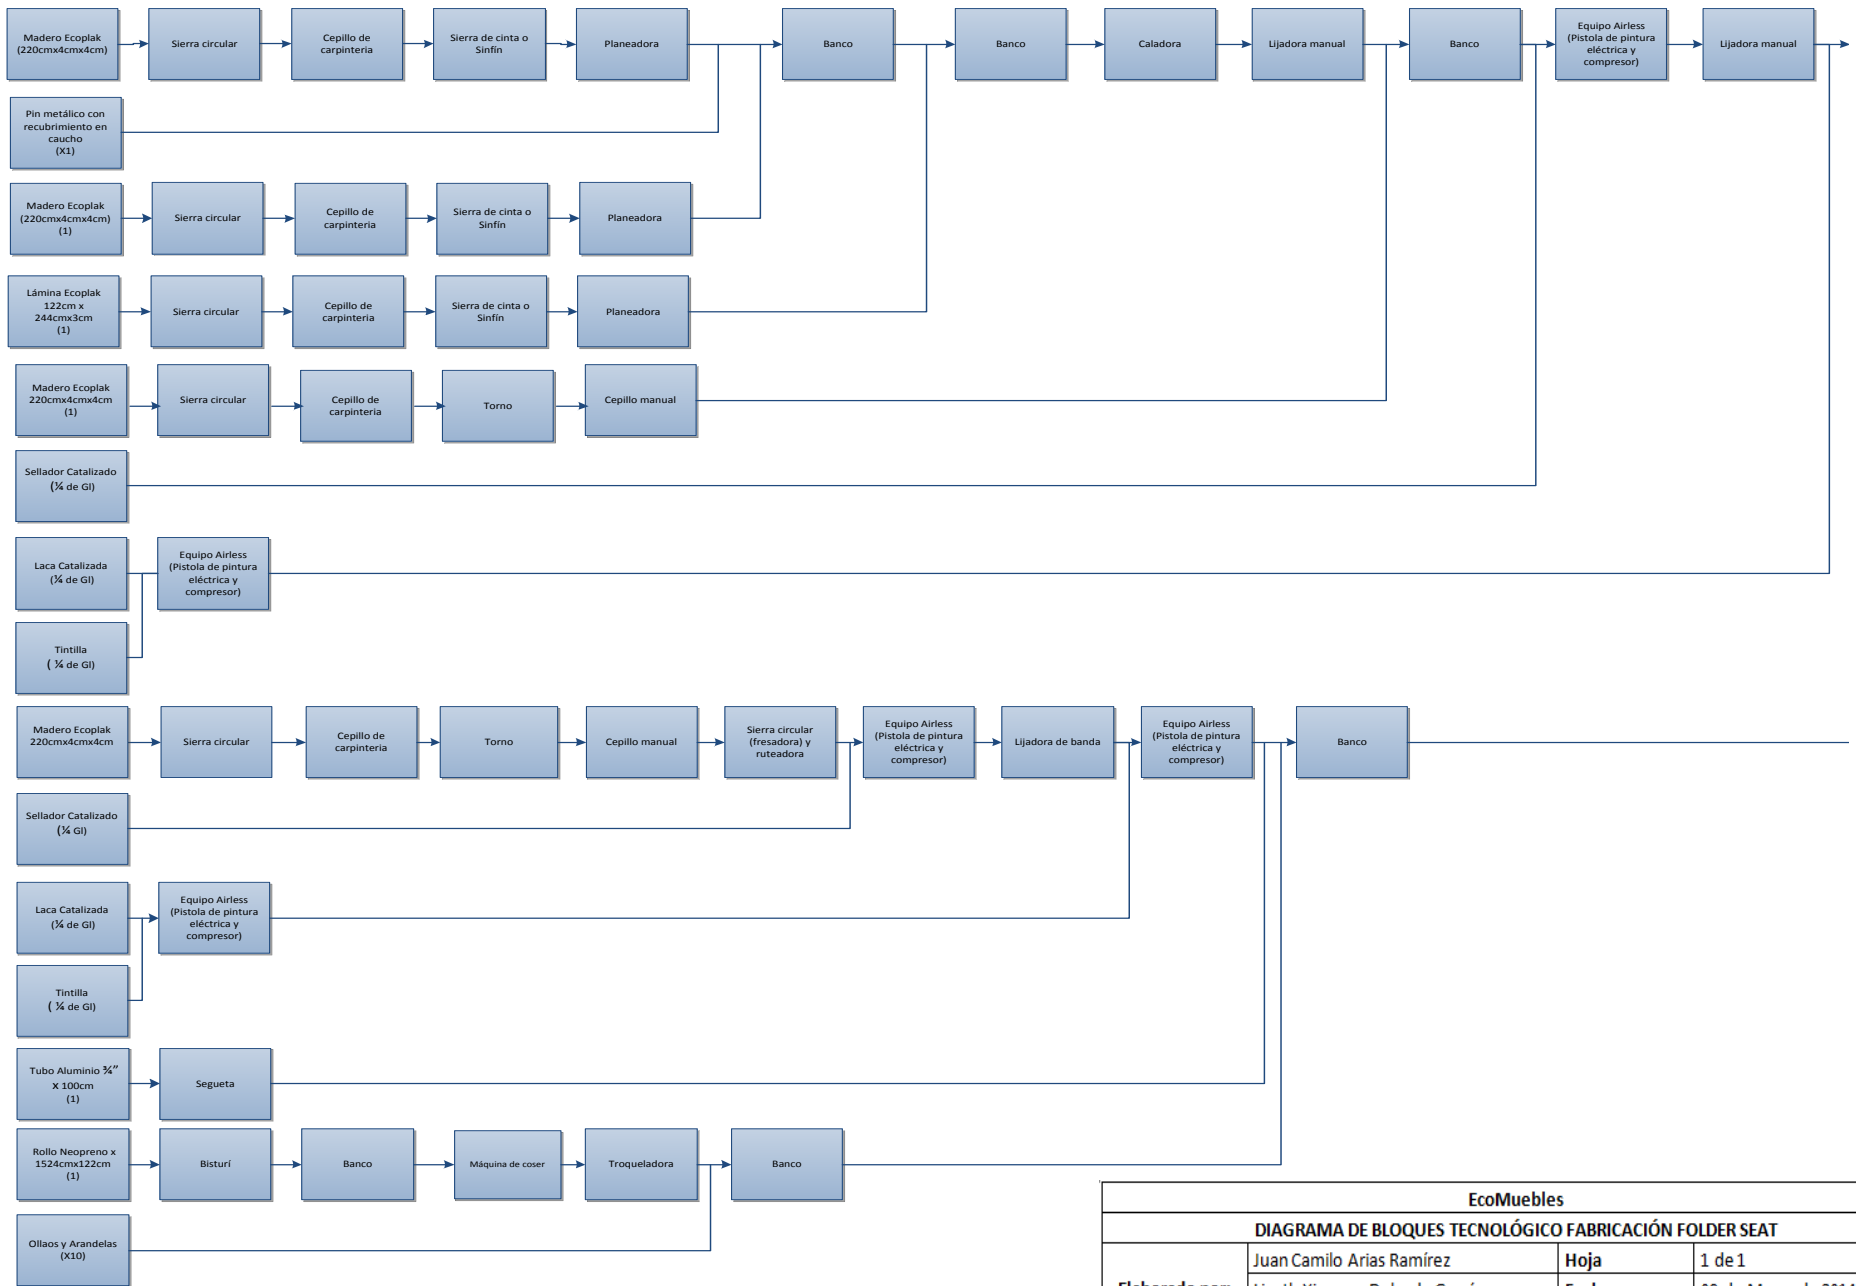 Madero Ecoplak
(220cmx4cmx4cm)
Sierra circular
Cepillo de
carpinteria
Sierra de cinta o
Sinfín
Planeadora
Banco
Banco
Caladora
Lijadora manual
Banco
Equipo Airless
(Pistola de pintura
eléctrica y
compresor)
Lijadora manual
Pin metálico con
recubrimiento en
caucho
(X1)
Madero Ecoplak
(220cmx4cmx4cm)
(1)
Sierra circular
Cepillo de
carpinteria
Sierra de cinta o
Sinfín
Planeadora
Lámina Ecoplak
122cm x
244cmx3cm
(1)
Sierra circular
Cepillo de
carpinteria
Sierra de cinta o
Sinfín
Planeadora
Madero Ecoplak
220cmx4cmx4cm
(1)
Sierra circular
Cepillo de
carpinteria
Torno
Cepillo manual
Sellador Catalizado
(¼ de Gl)
Laca Catalizada
(¼ de Gl)
Equipo Airless
(Pistola de pintura
eléctrica y
compresor)
Tintilla
( ¼ de Gl)
Madero Ecoplak
220cmx4cmx4cm
Sierra circular
Cepillo de
carpinteria
Torno
Cepillo manual
Sierra circular
(fresadora) y
ruteadora
Equipo Airless
(Pistola de pintura
eléctrica y
compresor)
Lijadora de banda
Equipo Airless
(Pistola de pintura
eléctrica y
compresor)
Banco
Sellador Catalizado
(¼ Gl)
Laca Catalizada
(¼ de Gl)
Equipo Airless
(Pistola de pintura
eléctrica y
compresor)
Tintilla
( ¼ de Gl)
Tubo Aluminio ¾”
x 100cm
(1)
Segueta
Rollo Neopreno x
1524cmx122cm
(1)
Bisturí
Banco
Máquina de coser
Troqueladora
Banco
Ollaos y Arandelas
(X10)
EcoMuebles
DIAGRAMA DE BLOQUES TECNOLÓGICO FABRICACIÓN FOLDER SEAT
Juan Camilo Arias Ramírez
Hoja
1 de 1